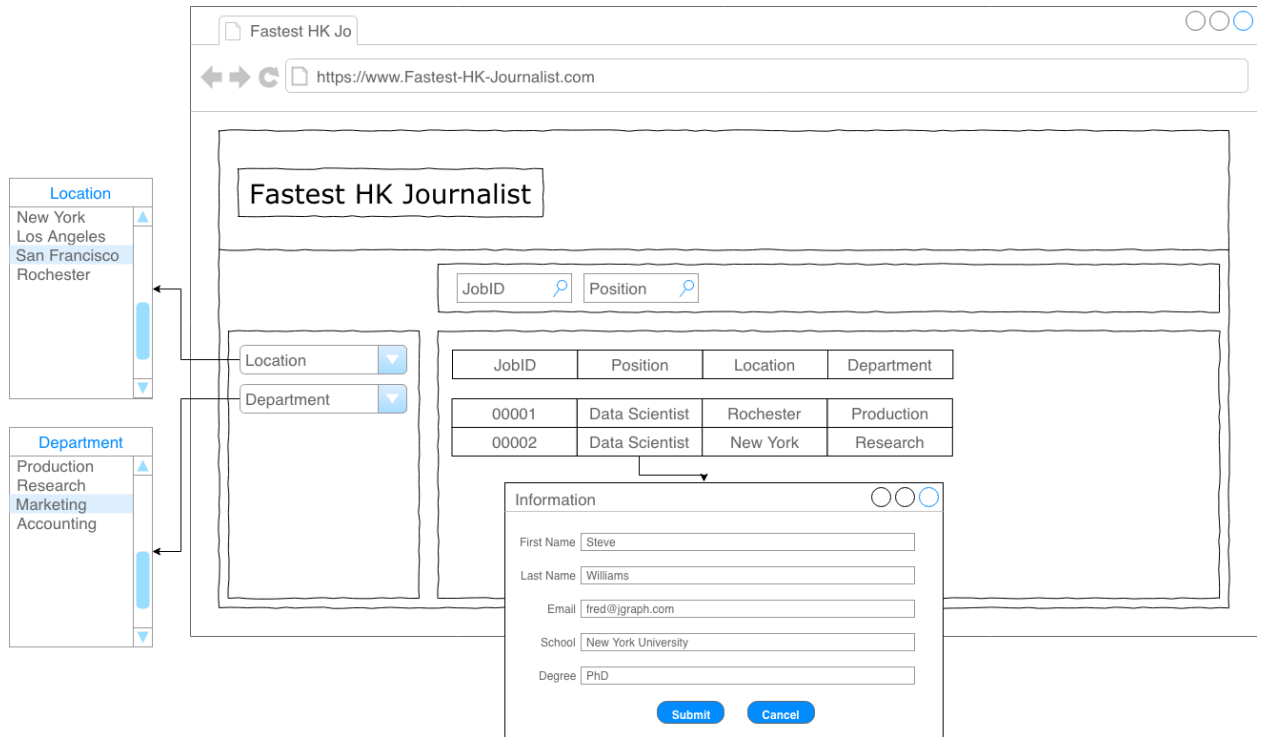 Fastest HK Jo
https://www.Fastest-HK-Journalist.com
Fastest HK Journalist
Location
New York
Los Angeles
San Francisco
Rochester
Department
Production
Research
Marketing
Accounting
JobID Position
Location
Department
JobID Position Location Department
00001 Data Scientist Rochester Production
00002 Data Scientist New York Research
Information
First Name Steve
Last Name Williams
Email fred@jgraph.com
School New York University
Degree PhD
Submit Cancel